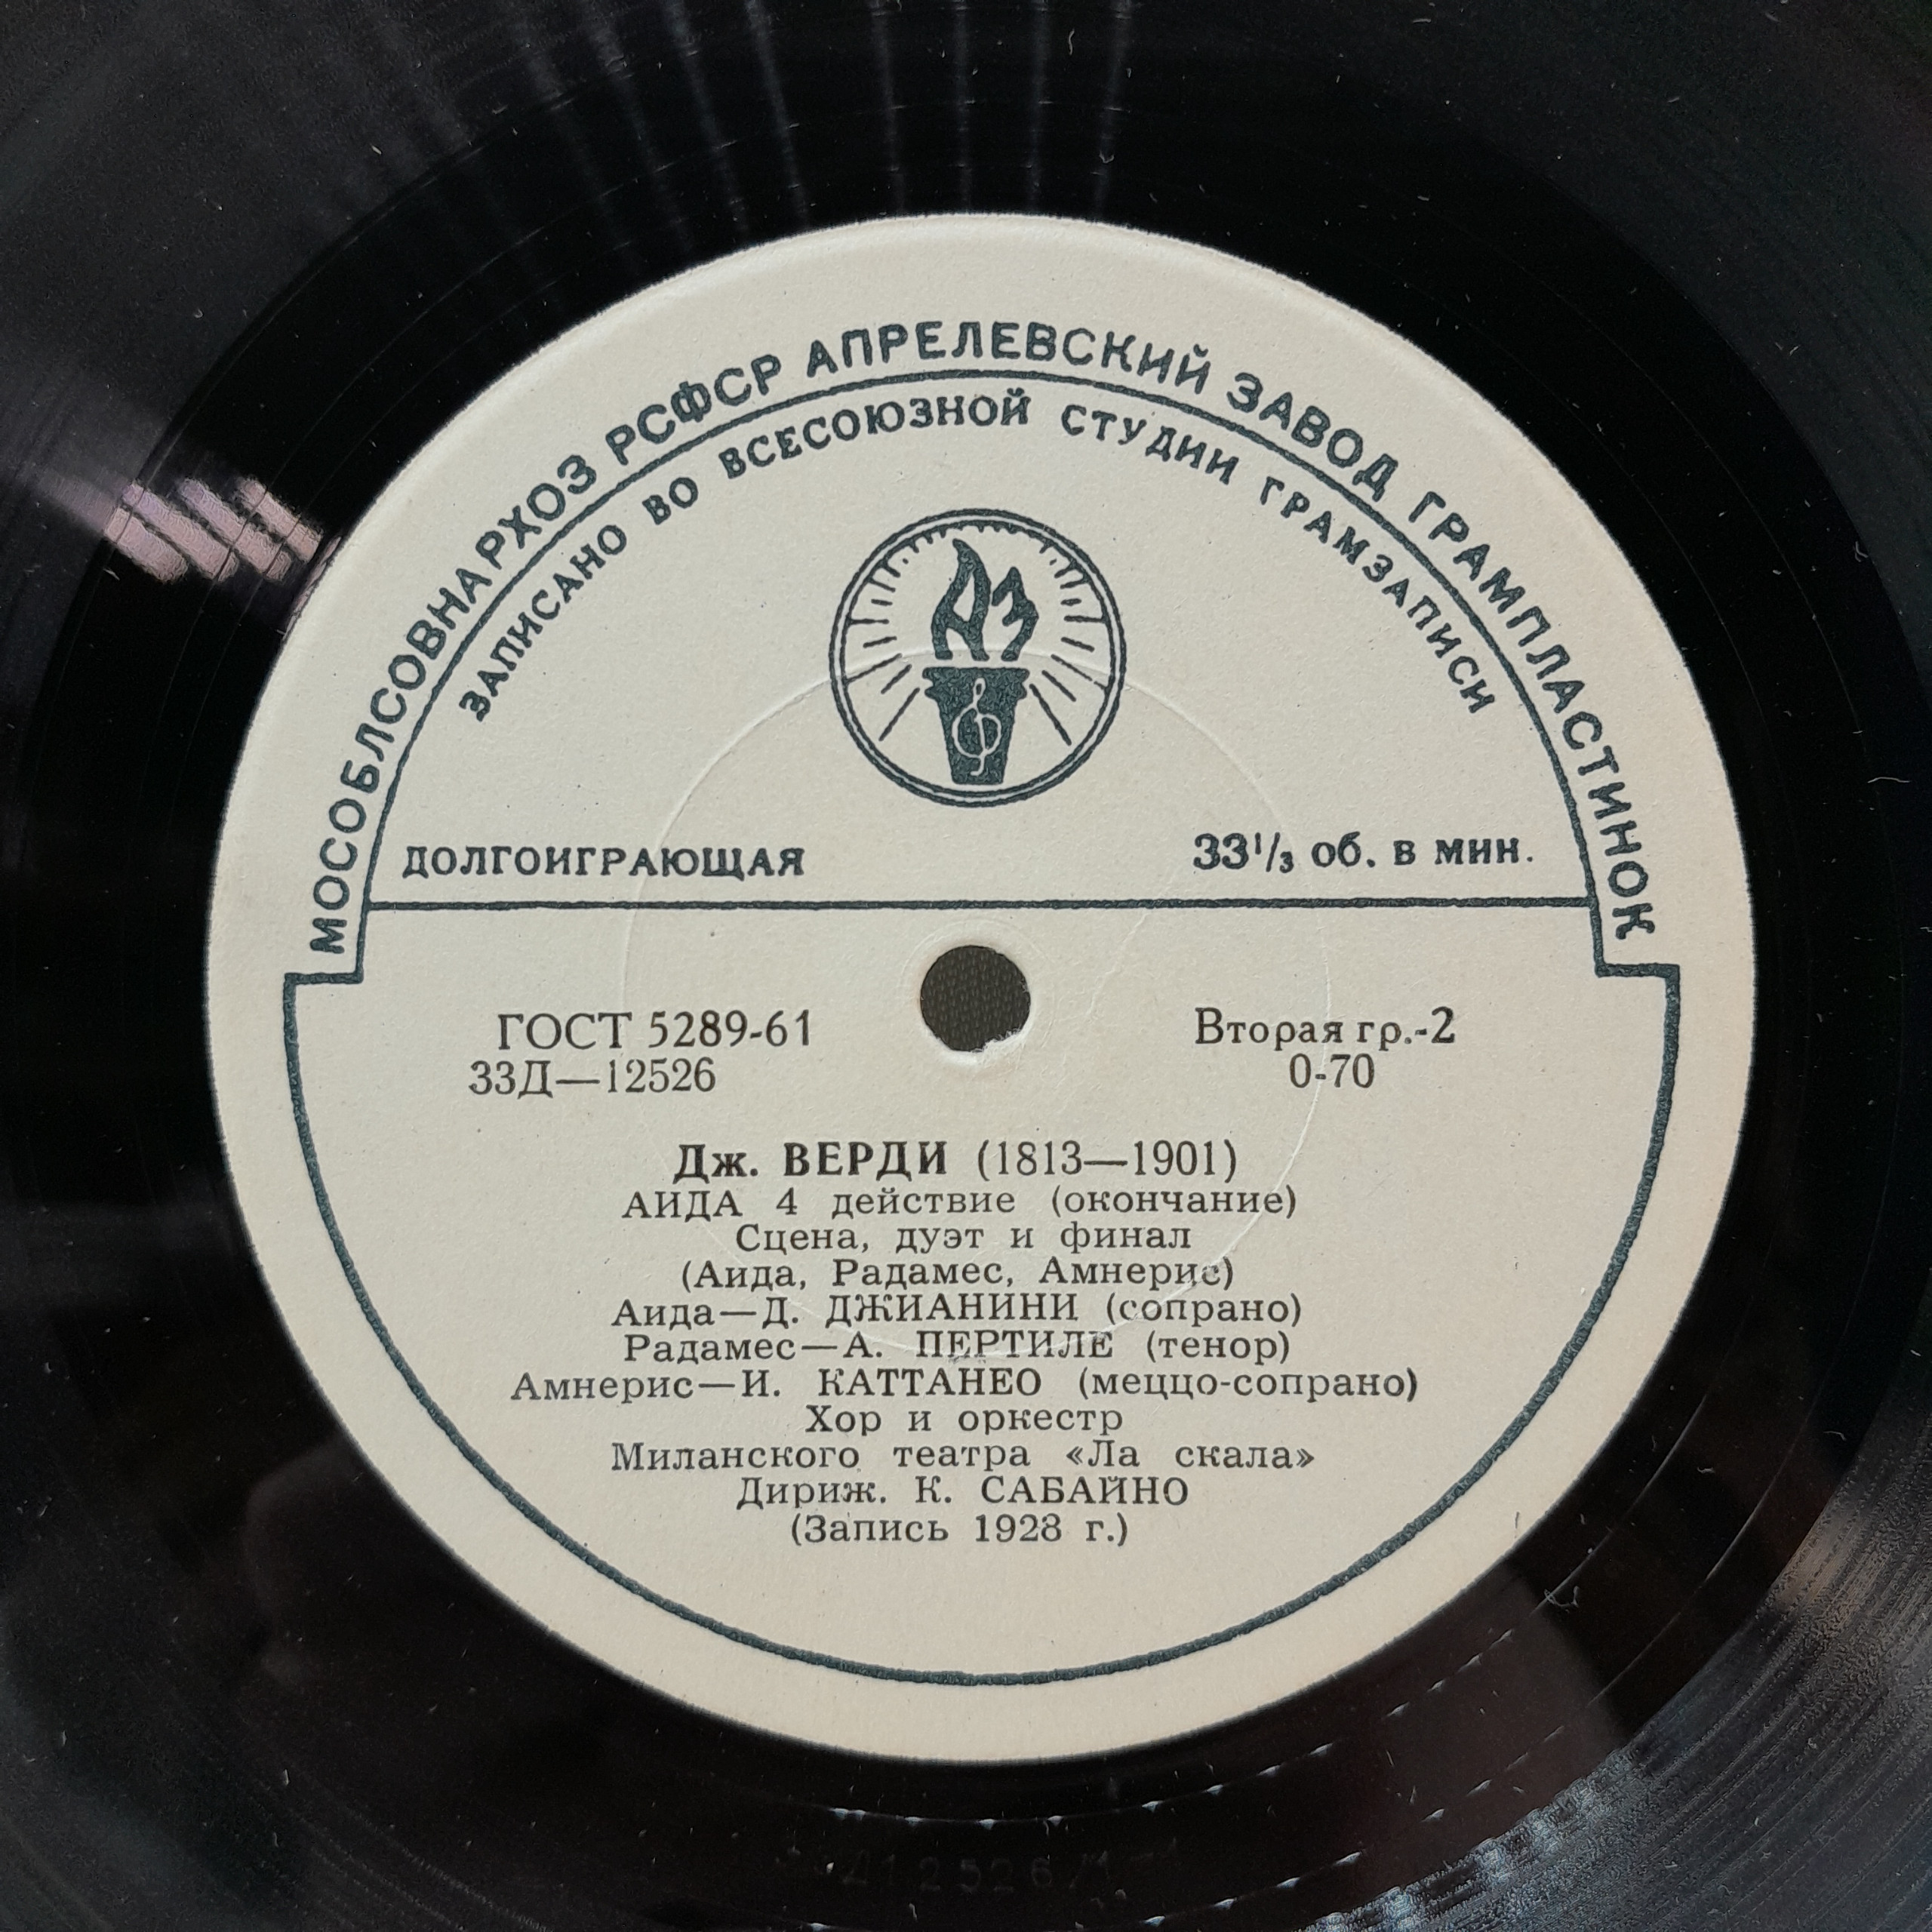 МОСОБЛСОВНАРХОЗ РСФСР АПРЕЛЕВСКИЙ ЗАВОД ГРАМПЛАСТИНОК
ЗАПИСАНО ВО ВСЕСОЮЗНОЙ СТУДИИ ГРАМЗАПИСИ
АЗ
ДОЛГОИГРАЮЩАЯ
33⅓ об. в мин.
ГОСТ 5289-61
Вторая гр.-2
33Д—12526
0-70
Дж. ВЕРДИ (1813—1901)
АИДА 4 действие (окончание)
Сцена, дуэт и финал
(Аида, Радамес, Амнерис)
Аида—Д. ДЖИАНИНИ (сопрано)
Радамес—А. ПЕРТИЛЕ (тенор)
Амнерис—И. КАТТАНЕО (меццо-сопрано)
Хор и оркестр
Миланского театра «Ла скала»
Дириж. К. САБАЙНО
(Запись 1928 г.)